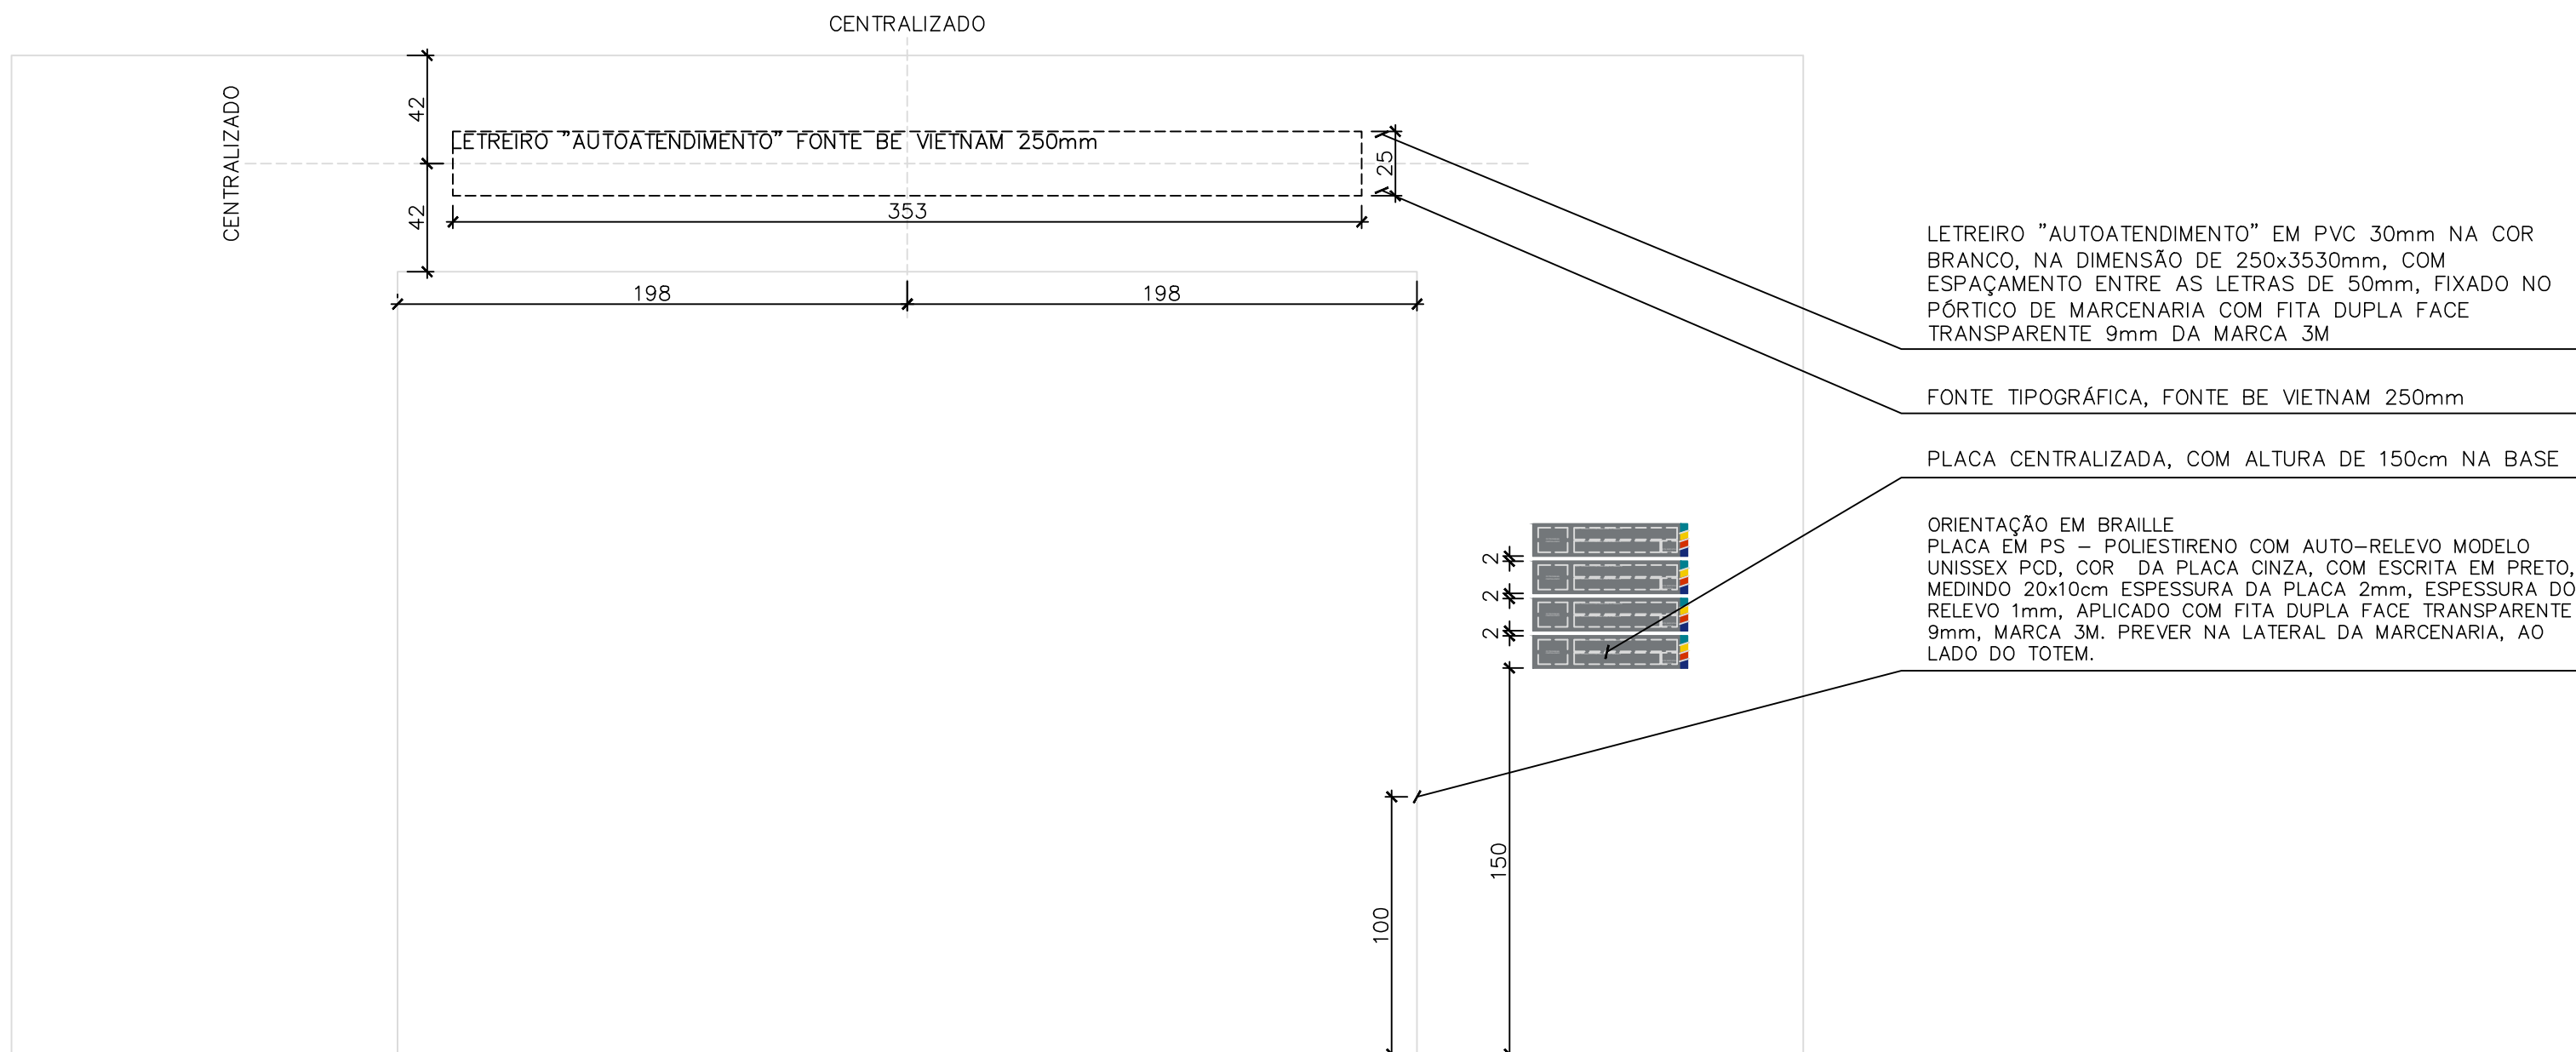 CENTRALIZADO
CENTRALIZADO
42
42
LETREIRO "AUTOATENDIMENTO" FONTE BE VIETNAM 250mm
25
353
198
198
LETREIRO "AUTOATENDIMENTO" EM PVC 30mm NA COR
BRANCO, NA DIMENSÃO DE 250x3530mm, COM
ESPAÇAMENTO ENTRE AS LETRAS DE 50mm, FIXADO NO
PÓRTICO DE MARCENARIA COM FITA DUPLA FACE
TRANSPARENTE 9mm DA MARCA 3M
FONTE TIPOGRÁFICA, FONTE BE VIETNAM 250mm
PLACA CENTRALIZADA, COM ALTURA DE 150cm NA BASE
ORIENTAÇÃO EM BRAILLE
PLACA EM PS – POLIESTIRENO COM AUTO–RELEVO MODELO
UNISSEX PCD, COR  DA PLACA CINZA, COM ESCRITA EM PRETO,
MEDINDO 20x10cm ESPESSURA DA PLACA 2mm, ESPESSURA DO
RELEVO 1mm, APLICADO COM FITA DUPLA FACE TRANSPARENTE
9mm, MARCA 3M. PREVER NA LATERAL DA MARCENARIA, AO
LADO DO TOTEM.
2
2
2
150
100